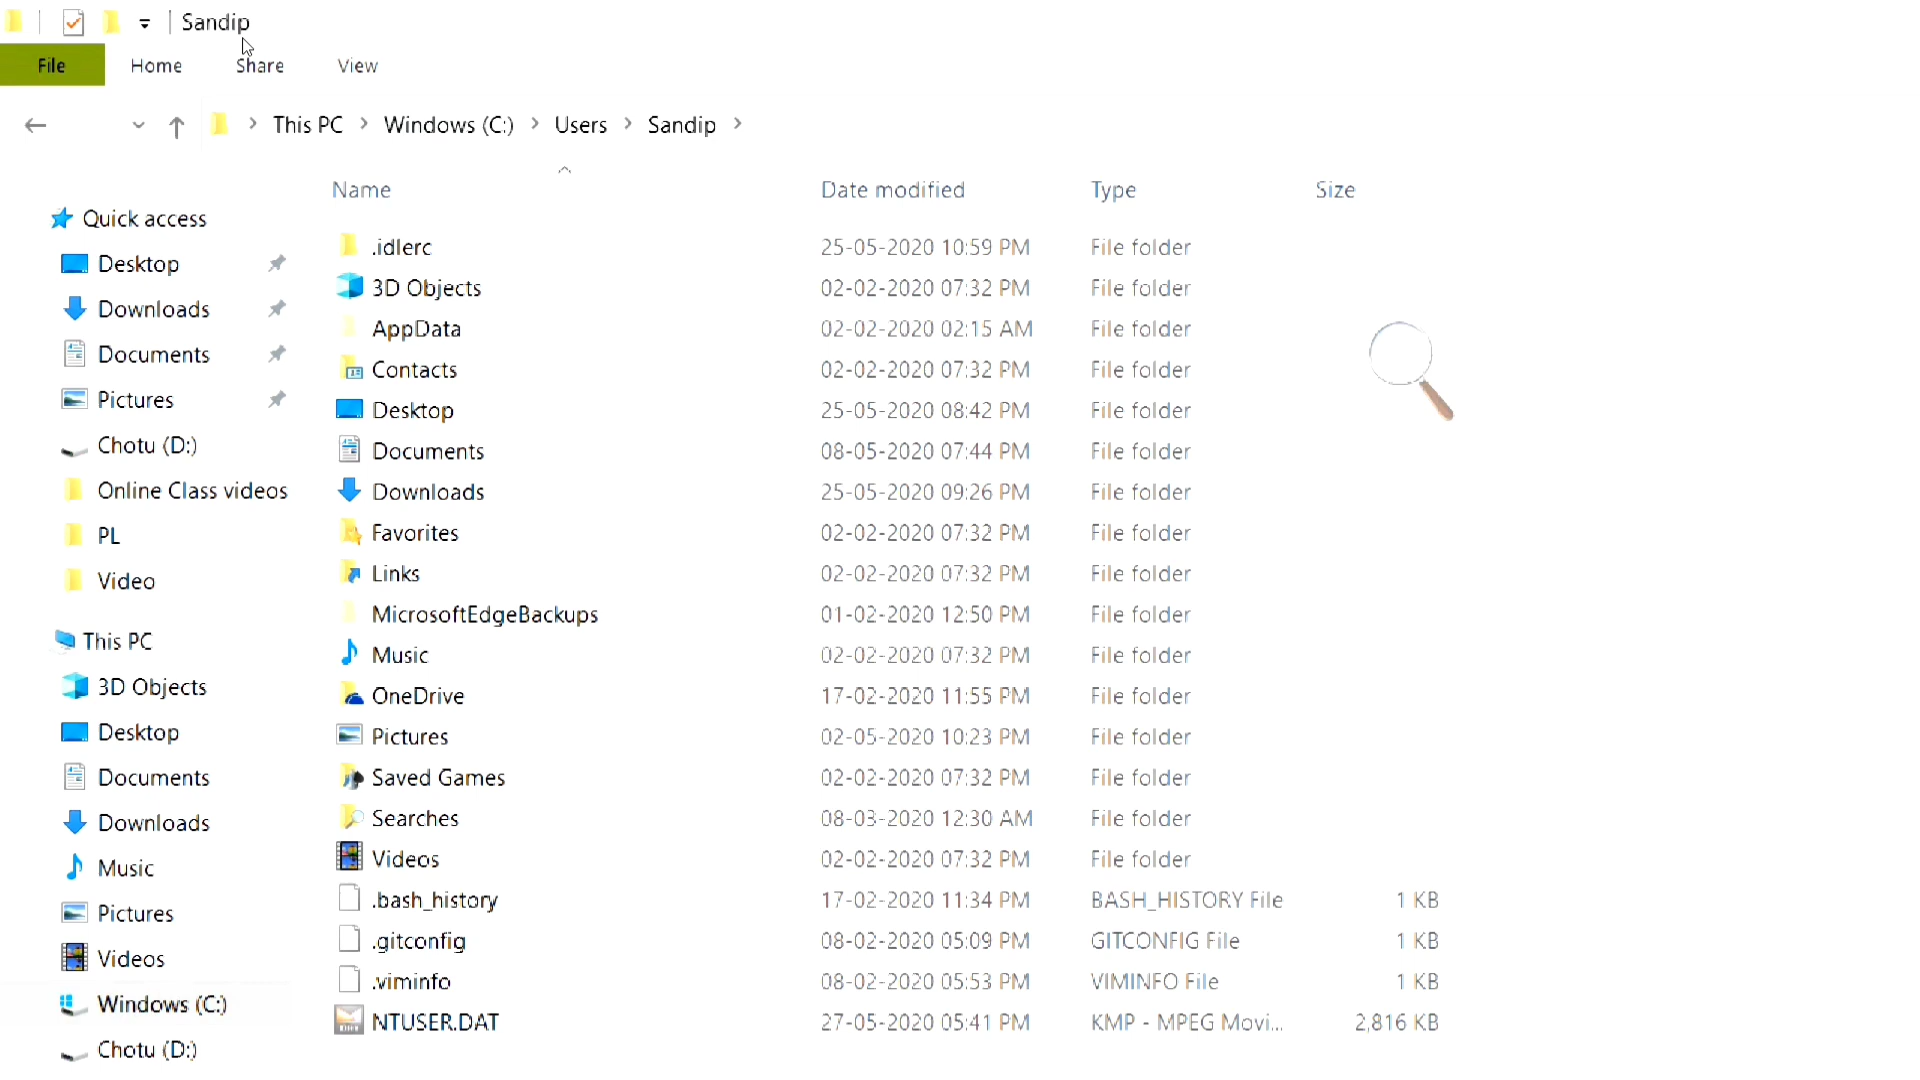 Sandip
File Home Share View
This PC Windows (C:) Users Sandip
Name Date modified Type Size
Quick access
Desktop
Downloads
Documents
Pictures
Chotu (D:)
Online Class videos
PL
Video
This PC
3D Objects
Desktop
Documents
Downloads
Music
Pictures
Videos
Windows (C:)
Chotu (D:)
.idlerc 25-05-2020 10:59 PM File folder
3D Objects 02-02-2020 07:32 PM File folder
AppData 02-02-2020 02:15 AM File folder
Contacts 02-02-2020 07:32 PM File folder
Desktop 25-05-2020 08:42 PM File folder
Documents 08-05-2020 07:44 PM File folder
Downloads 25-05-2020 09:26 PM File folder
Favorites 02-02-2020 07:32 PM File folder
Links 02-02-2020 07:32 PM File folder
MicrosoftEdgeBackups 01-02-2020 12:50 PM File folder
Music 02-02-2020 07:32 PM File folder
OneDrive 17-02-2020 11:55 PM File folder
Pictures 02-05-2020 10:23 PM File folder
Saved Games 02-02-2020 07:32 PM File folder
Searches 08-03-2020 12:30 AM File folder
Videos 02-02-2020 07:32 PM File folder
.bash_history 17-02-2020 11:34 PM BASH_HISTORY File 1 KB
.gitconfig 08-02-2020 05:09 PM GITCONFIG File 1 KB
.viminfo 08-02-2020 05:53 PM VIMINFO File 1 KB
NTUSER.DAT 27-05-2020 05:41 PM KMP - MPEG Movi... 2,816 KB